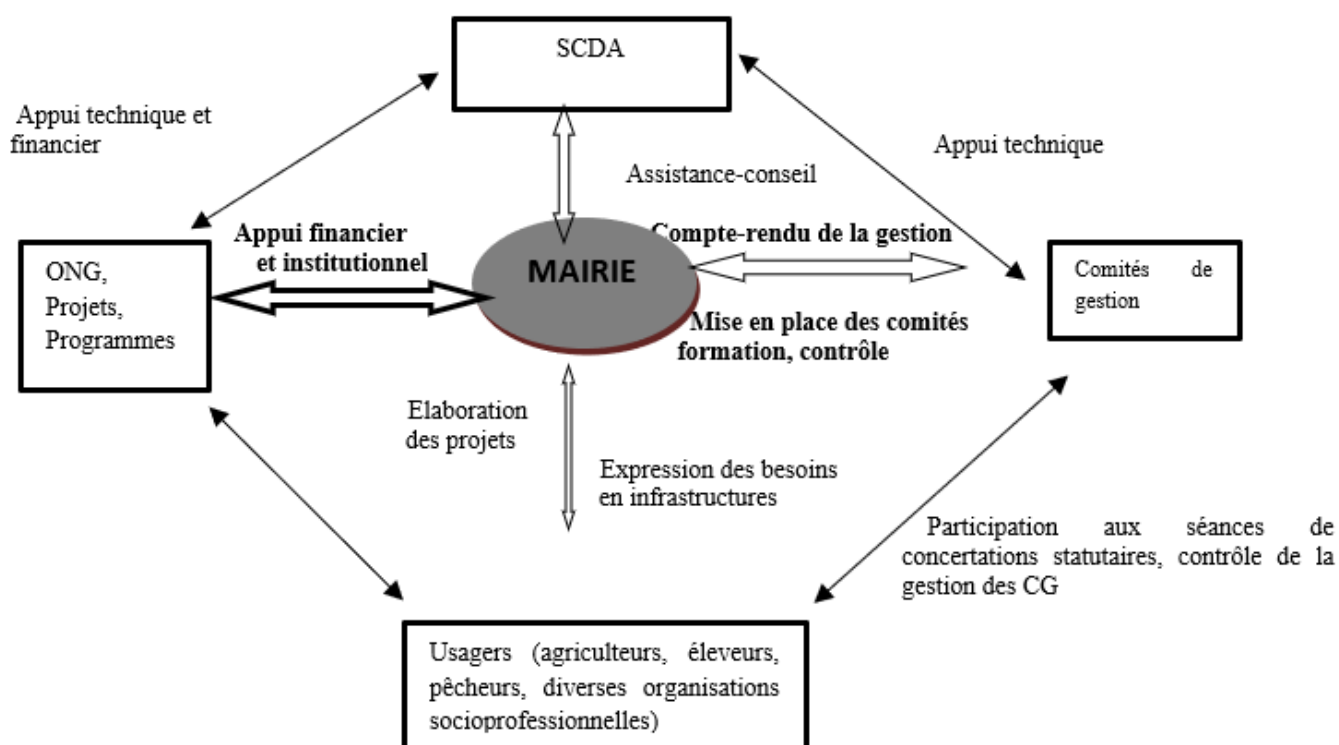 SCDA
Appui technique et
financier
Appui technique
Assistance-conseil
Appui financier
et institutionnel
Compte-rendu de la gestion
MAIRIE
ONG,
Projets,
Programmes
Comités de
gestion
Mise en place des comités
formation, contrôle
Elaboration
des projets
Expression des besoins
en infrastructures
Participation aux séances de
concertations statutaires, contrôle de la
gestion des CG
Usagers (agriculteurs, éleveurs,
pêcheurs, diverses organisations
socioprofessionnelles)